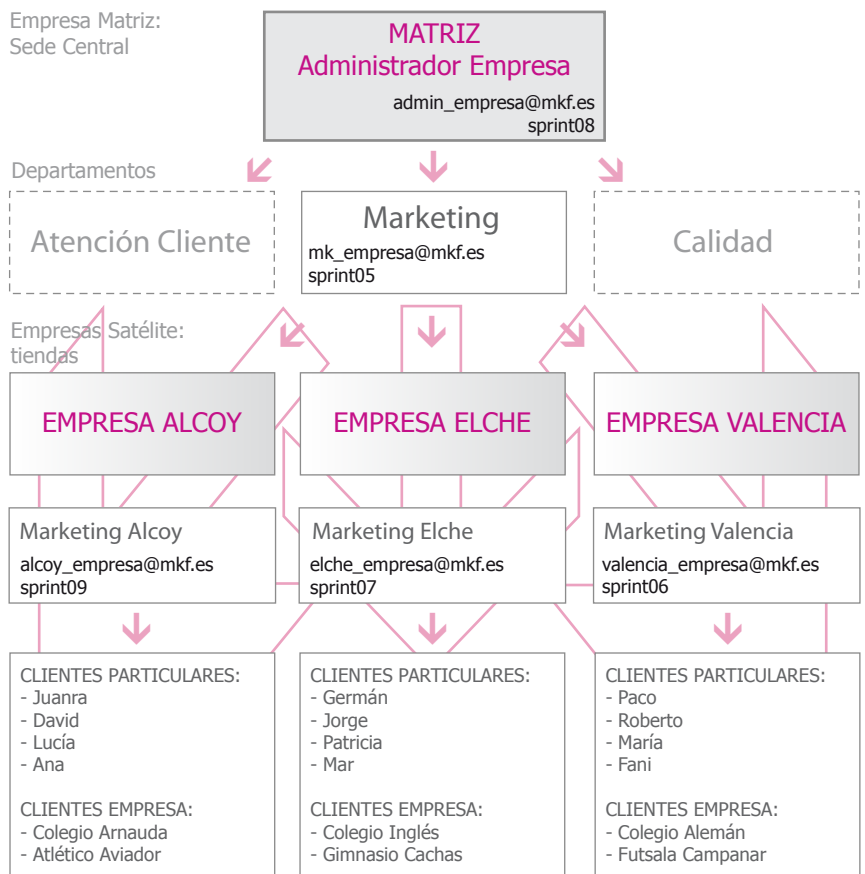 Empresa Matriz:
Sede Central
MATRIZ
Administrador Empresa
admin_empresa@mkf.es
sprint08
Departamentos
Atención Cliente
Marketing
mk_empresa@mkf.es
sprint05
Calidad
Empresas Satélite:
tiendas
EMPRESA ALCOY
EMPRESA ELCHE
EMPRESA VALENCIA
Marketing Alcoy
alcoy_empresa@mkf.es
sprint09
Marketing Elche
elche_empresa@mkf.es
sprint07
Marketing Valencia
valencia_empresa@mkf.es
sprint06
CLIENTES PARTICULARES:
- Juanra
- David
- Lucía
- Ana
CLIENTES EMPRESA:
- Colegio Arnauda
- Atlético Aviador
CLIENTES PARTICULARES:
- Germán
- Jorge
- Patricia
- Mar
CLIENTES EMPRESA:
- Colegio Inglés
- Gimnasio Cachas
CLIENTES PARTICULARES:
- Paco
- Roberto
- María
- Fani
CLIENTES EMPRESA:
- Colegio Alemán
- Futsala Campanar